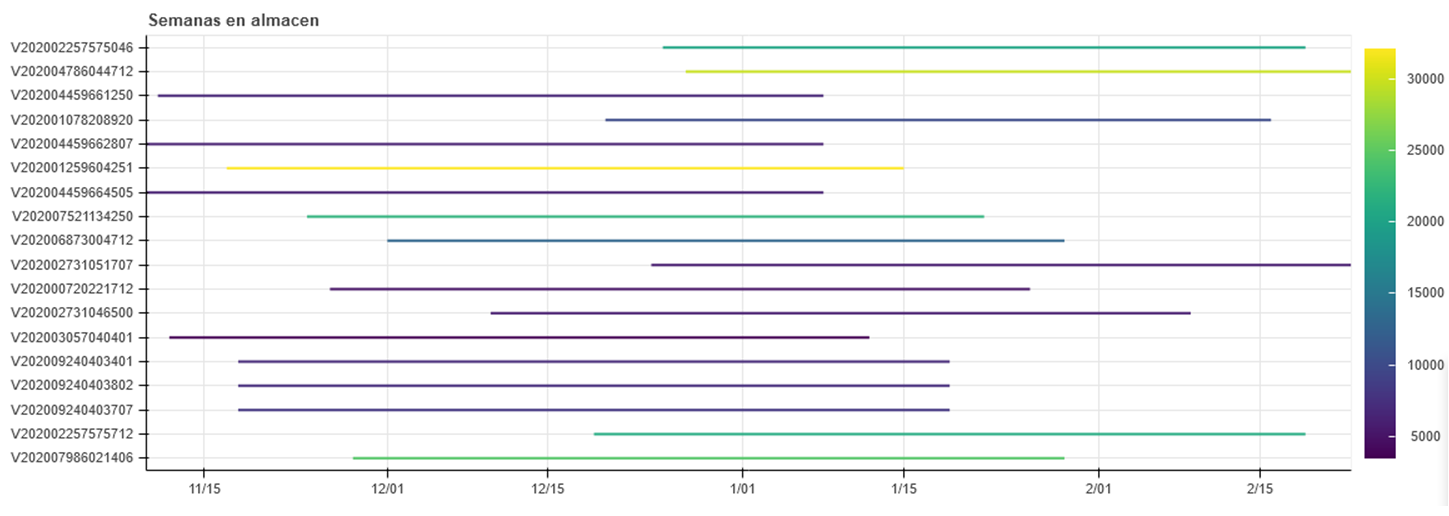 Semanas en almacen
V202002257575046
V202004786044712
V202004459661250
V202001078208920
V202004459662807
V202001259604251
V202004459664505
V202007521134250
V202006873004712
V202002731051707
V202000720221712
V202002731046500
V202003057040401
V202009240403401
V202009240403802
V202009240403707
V202002257575712
V202007986021406
11/15 12/01 12/15 1/01 1/15 2/01 2/15
30000
25000
20000
15000
10000
5000